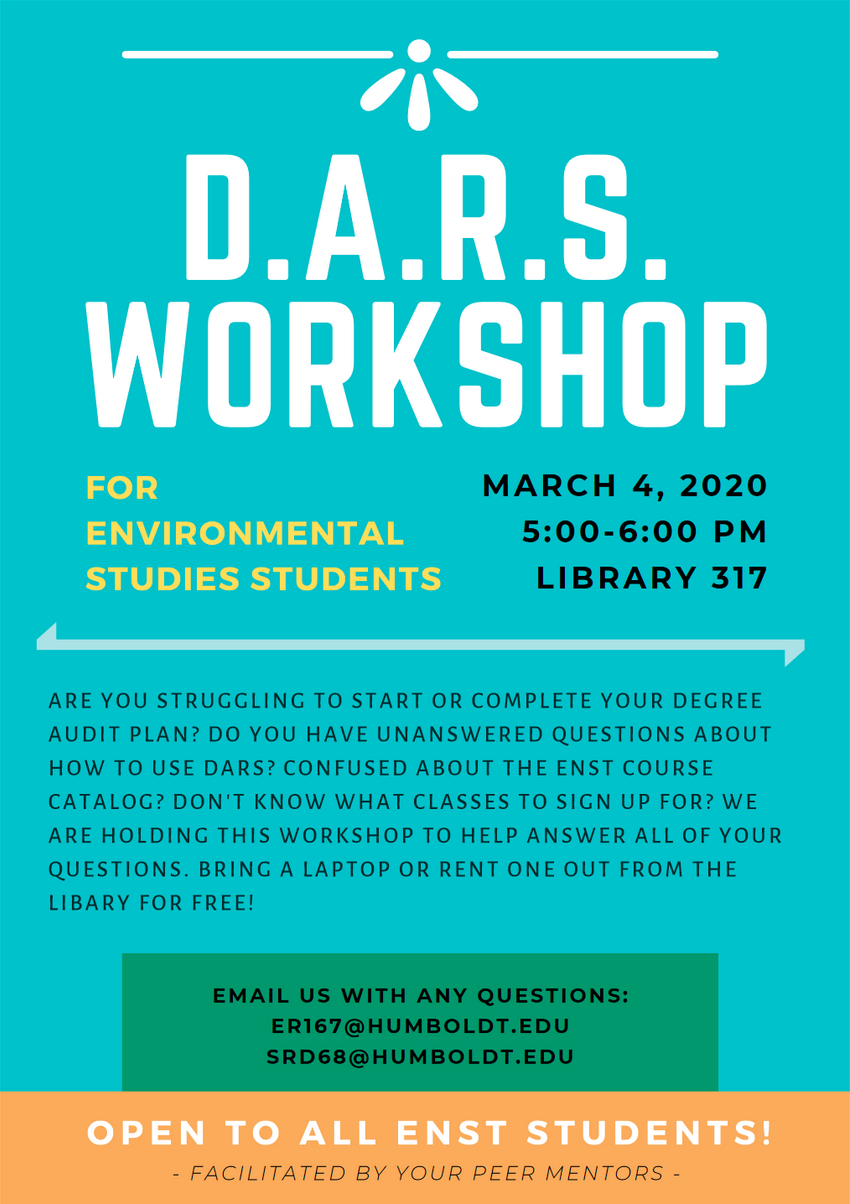 D.A.R.S.
WORKSHOP
FOR
ENVIRONMENTAL
STUDIES STUDENTS
MARCH 4, 2020
5:00-6:00 PM
LIBRARY 317
ARE YOU STRUGGLING TO START OR COMPLETE YOUR DEGREE
AUDIT PLAN? DO YOU HAVE UNANSWERED QUESTIONS ABOUT
HOW TO USE DARS? CONFUSED ABOUT THE ENST COURSE
CATALOG? DON'T KNOW WHAT CLASSES TO SIGN UP FOR? WE
ARE HOLDING THIS WORKSHOP TO HELP ANSWER ALL OF YOUR
QUESTIONS. BRING A LAPTOP OR RENT ONE OUT FROM THE
LIBARY FOR FREE!
EMAIL US WITH ANY QUESTIONS:
ER167@HUMBOLDT.EDU
SRD68@HUMBOLDT.EDU
OPEN TO ALL ENST STUDENTS!
- FACILITATED BY YOUR PEER MENTORS -